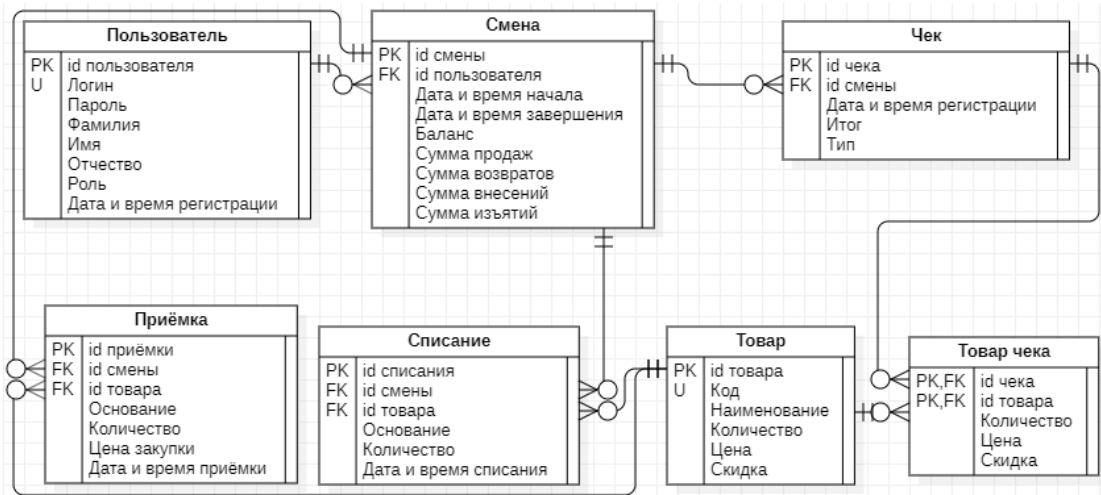 Пользователь
PK id пользователя
U Логин
Пароль
Фамилия
Имя
Отчество
Роль
Дата и время регистрации
Смена
PK id смены
FK id пользователя
Дата и время начала
Дата и время завершения
Баланс
Сумма продаж
Сумма возвратов
Сумма внесений
Сумма изъятий
Чек
PK id чека
FK id смены
Дата и время регистрации
Итог
Тип
Приёмка
PK id приёмки
FK id смены
FK id товара
Основание
Количество
Цена закупки
Дата и время приёмки
Списание
PK id списания
FK id смены
FK id товара
Основание
Количество
Дата и время списания
Товар
PK id товара
U Код
Наименование
Количество
Цена
Скидка
Товар чека
PK,FK id чека
PK,FK id товара
Количество
Цена
Скидка